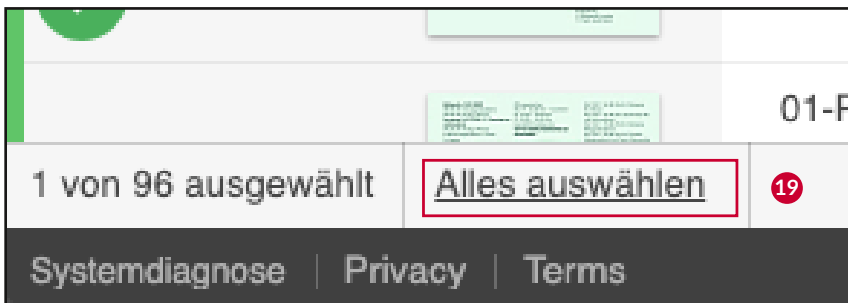 01-
1 von 96 ausgewählt Alles auswählen 19
Systemdiagnose | Privacy | Terms